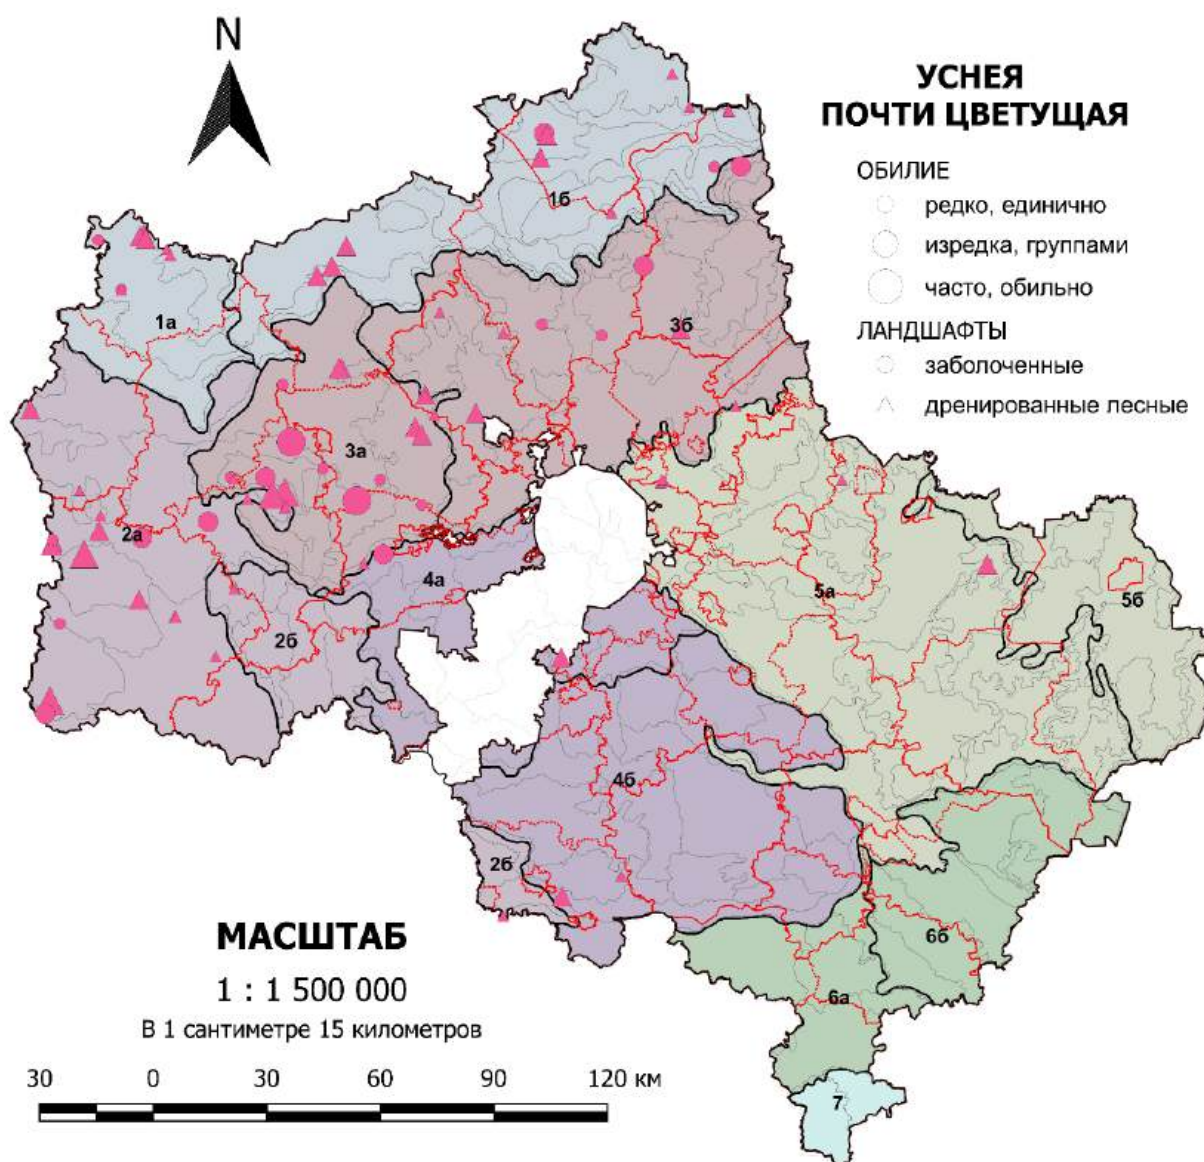 N
УСНЕЯ
ПОЧТИ ЦВЕТУЩАЯ
ОБИЛИЕ
редко, единично
изредка, группами
часто, обильно
ЛАНДШАФТЫ
заболоченные
дренированные лесные
1б
1а
3б
3а
2а
4а
2б
5а
5б
4б
2б
6б
6а
7
МАСШТАБ
1 : 1 500 000
В 1 сантиметре 15 километров
30 0 30 60 90 120 км